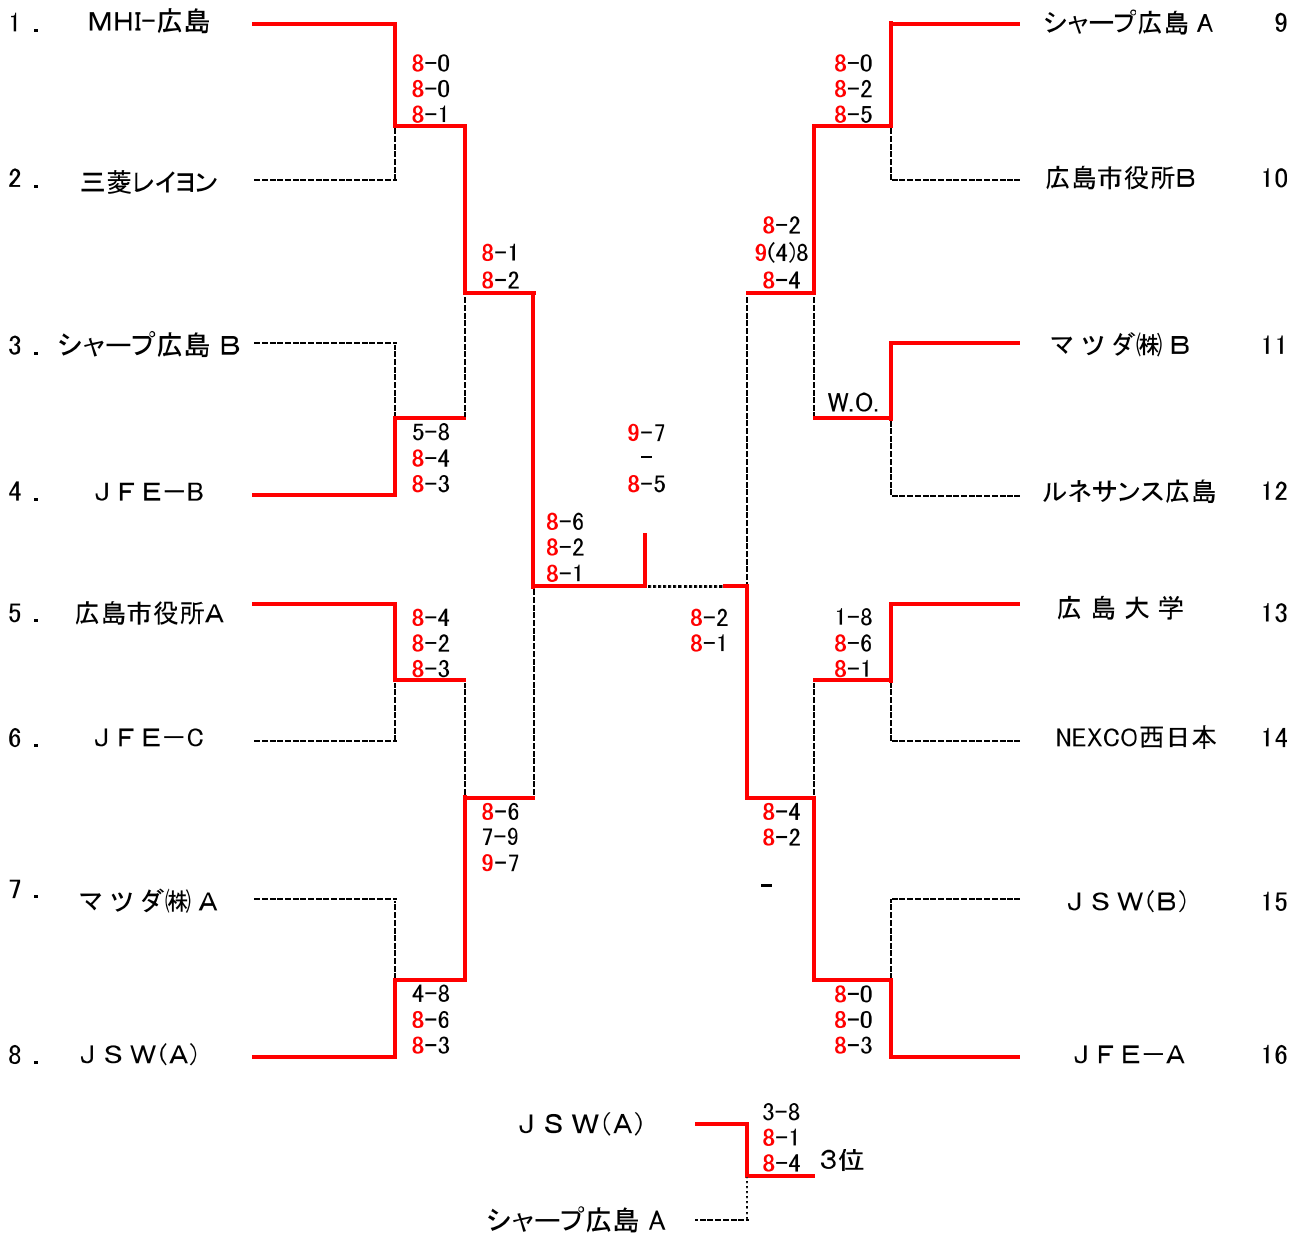 1． MHI-広島
シャープ広島 A 9
8-0
8-0
8-1
8-0
8-2
8-5
2． 三菱レイヨン
広島市役所B 10
8-1
8-2
8-2
9(4)8
8-4
3． シャープ広島 B
マ ツ ダ㈱ B 11
W.O.
5-8
8-4
8-3
9-7
-
8-5
4． ＪＦＥ－B
ルネサンス広島 12
8-6
8-2
8-1
5． 広島市役所A
広 島 大 学 13
8-4
8-2
8-3
8-2
8-1
1-8
8-6
8-1
6． ＪＦＥ－C
NEXCO西日本 14
8-6
7-9
9-7
8-4
8-2
-
7． マ ツ ダ㈱ A
ＪＳＷ(B) 15
4-8
8-6
8-3
8-0
8-0
8-3
8． ＪＳＷ(A)
ＪＦＥ－A 16
ＪＳＷ(A)
3-8
8-1
8-4
3位
シャープ広島 A